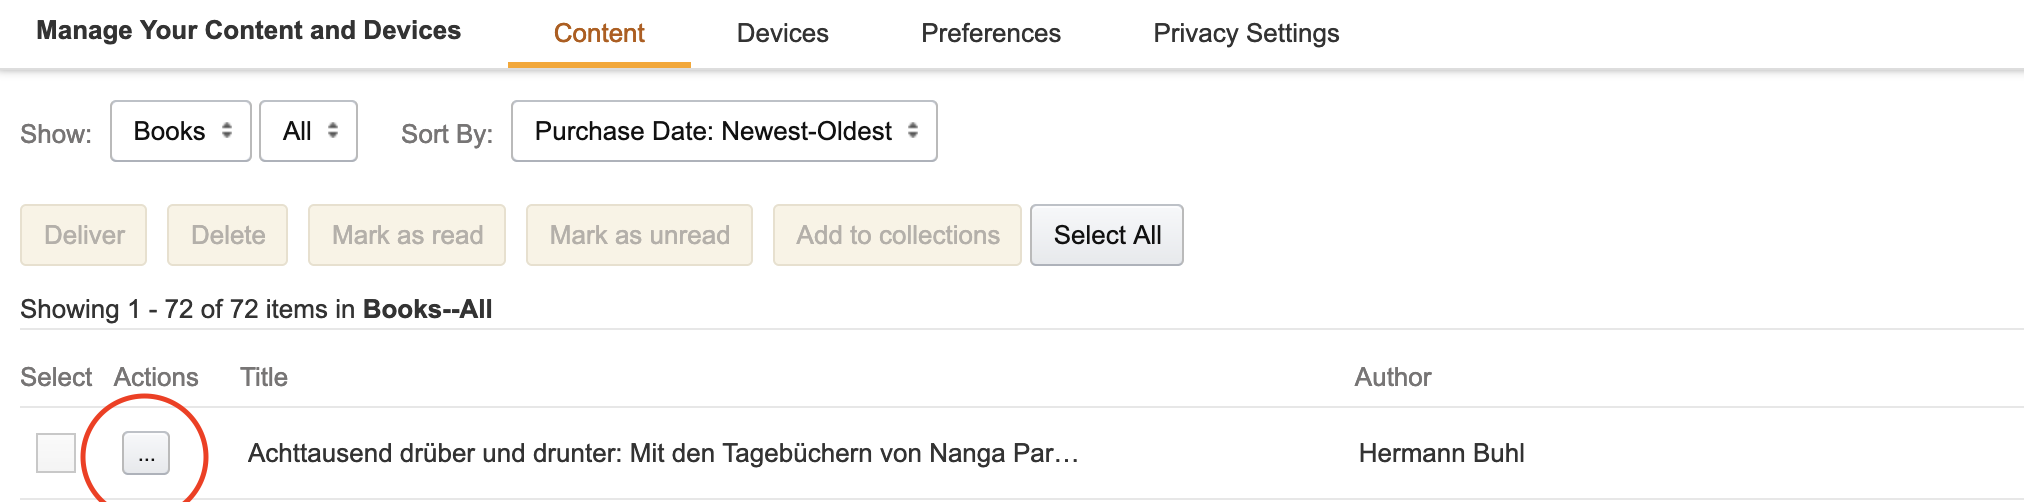 Manage Your Content and Devices Content Devices Preferences Privacy Settings
Show: Books All Sort By: Purchase Date: Newest-Oldest
Deliver Delete Mark as read Mark as unread Add to collections Select All
Showing 1 - 72 of 72 items in Books--All
Select Actions Title Author
... Achttausend drüber und drunter: Mit den Tagebüchern von Nanga Par… Hermann Buhl